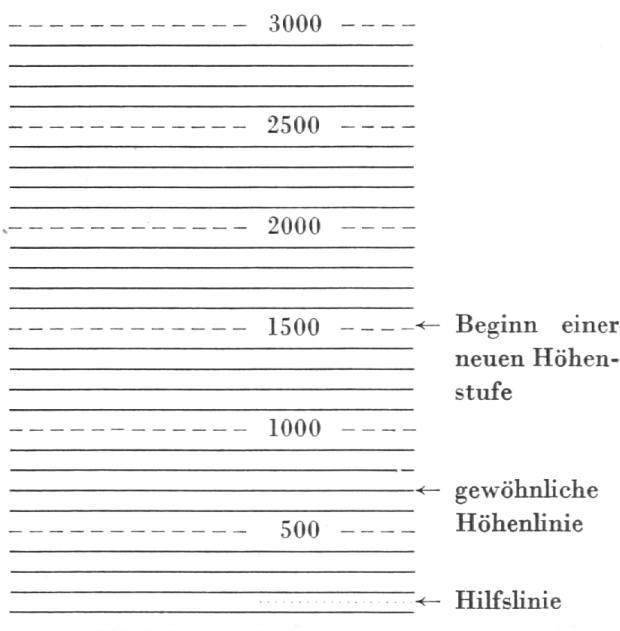 3000
2500
2000
1500
Beginn einer
neuen Höhen-
stufe
1000
gewöhnliche
Höhenlinie
500
Hilfslinie